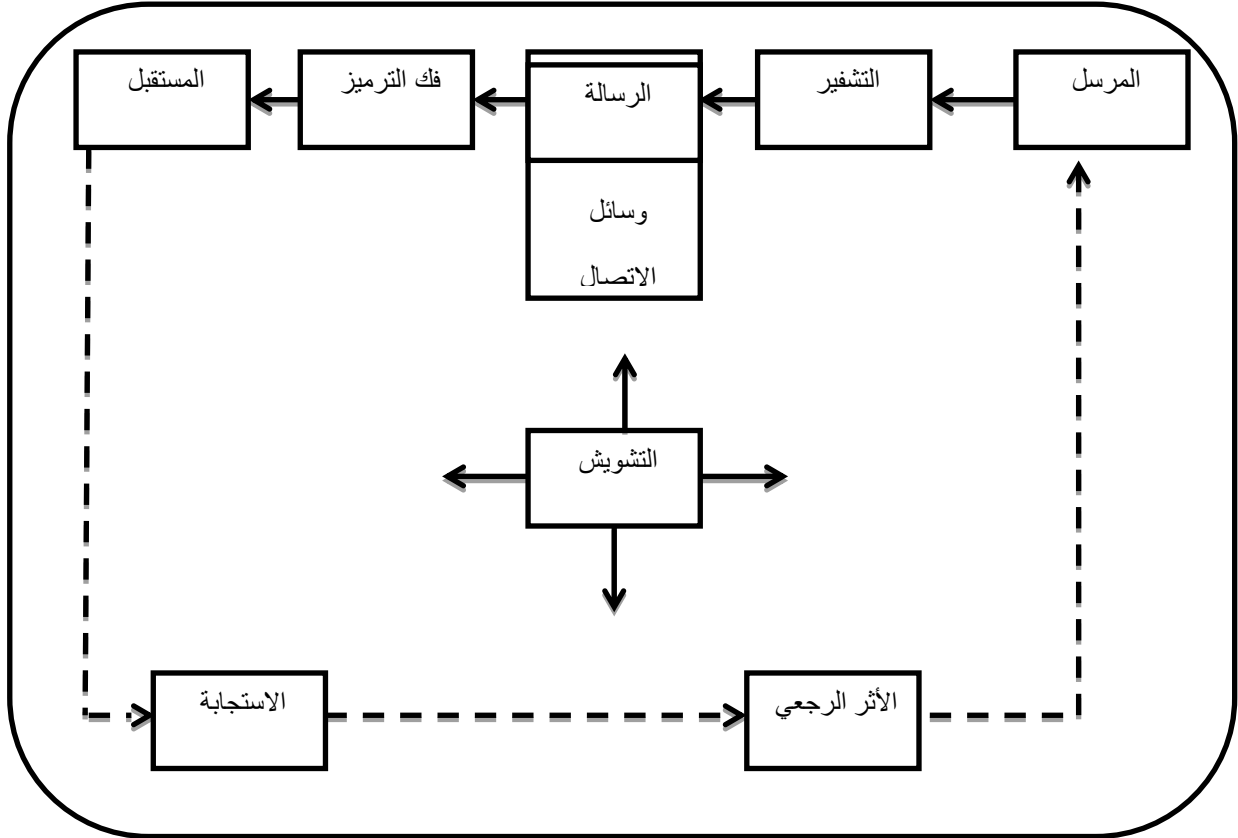 المرسل
التشفير
الرسالة
فك الترميز
المستقبل
وسائل
الاتصال
التشويش
الأثر الرجعي
الاستجابة